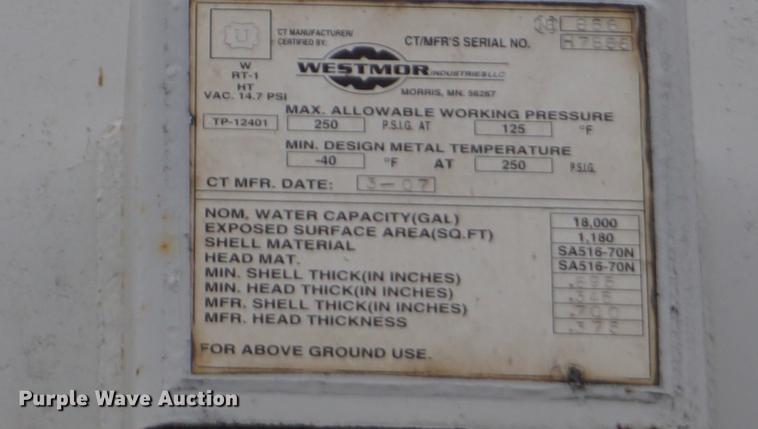 U
CT MANUFACTURER/
CERTIFIED BY:
CT/MFR'S SERIAL NO.
W
RT-1
HT
VAC. 14.7 PSI
WESTMOR INDUSTRIES LLC
MORRIS, MN. 56267
MAX. ALLOWABLE WORKING PRESSURE
TP-12401 250 P.S.I.G. AT 125 °F
MIN. DESIGN METAL TEMPERATURE
-40 °F AT 250 P.S.I.G.
CT MFR. DATE: 3-07
NOM, WATER CAPACITY(GAL) 18,000
EXPOSED SURFACE AREA(SQ.FT) 1,180
SHELL MATERIAL SA516-70N
HEAD MAT. SA516-70N
MIN. SHELL THICK(IN INCHES)
MIN. HEAD THICK(IN INCHES)
MFR. SHELL THICK(IN INCHES) .700
MFR. HEAD THICKNESS
FOR ABOVE GROUND USE.
Purple Wave Auction